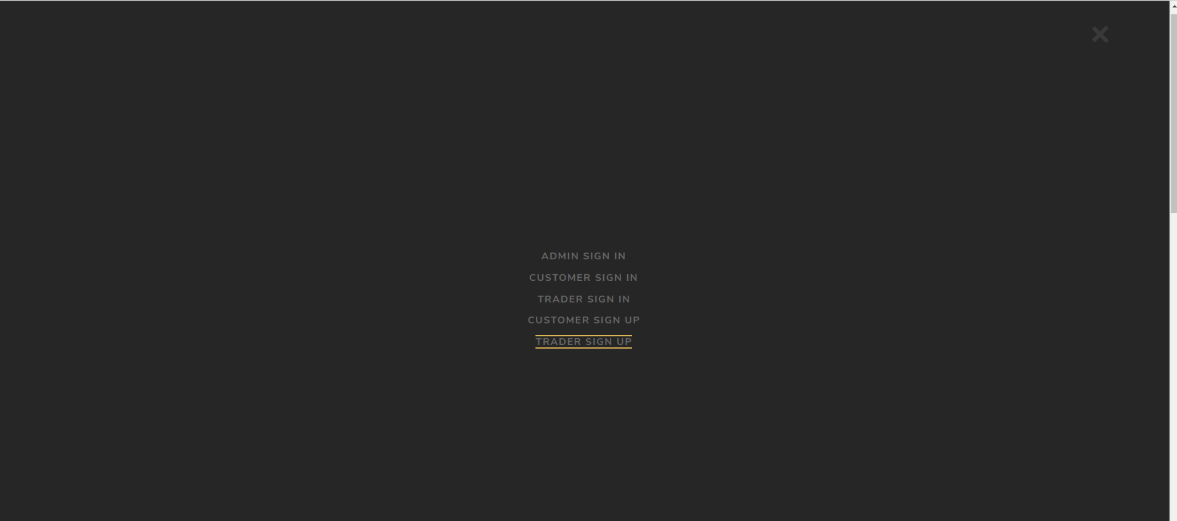 ADMIN SIGN IN
CUSTOMER SIGN IN
TRADER SIGN IN
CUSTOMER SIGN UP
TRADER SIGN UP